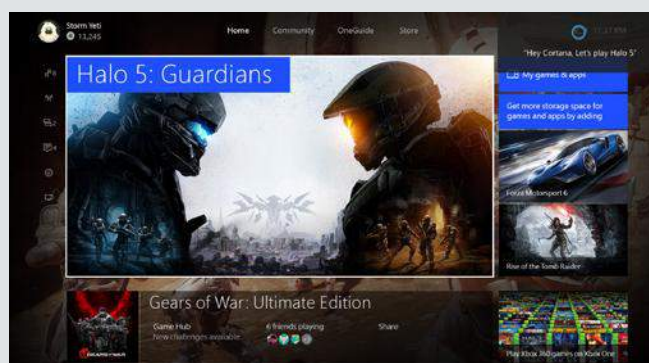 Storm Yeti
13,245
Home
Community
OneGuide
Store
"Hey Cortana, Let's play Halo 5"
Halo 5: Guardians
My games & apps
Get more storage space for
games and apps by adding
Forza Motorsport 6
Rise of the Tomb Raider
Gears of War: Ultimate Edition
Game Hub
New challenges available
6 friends playing
Share
GEARS OF WAR
Play Xbox 360 games on Xbox One